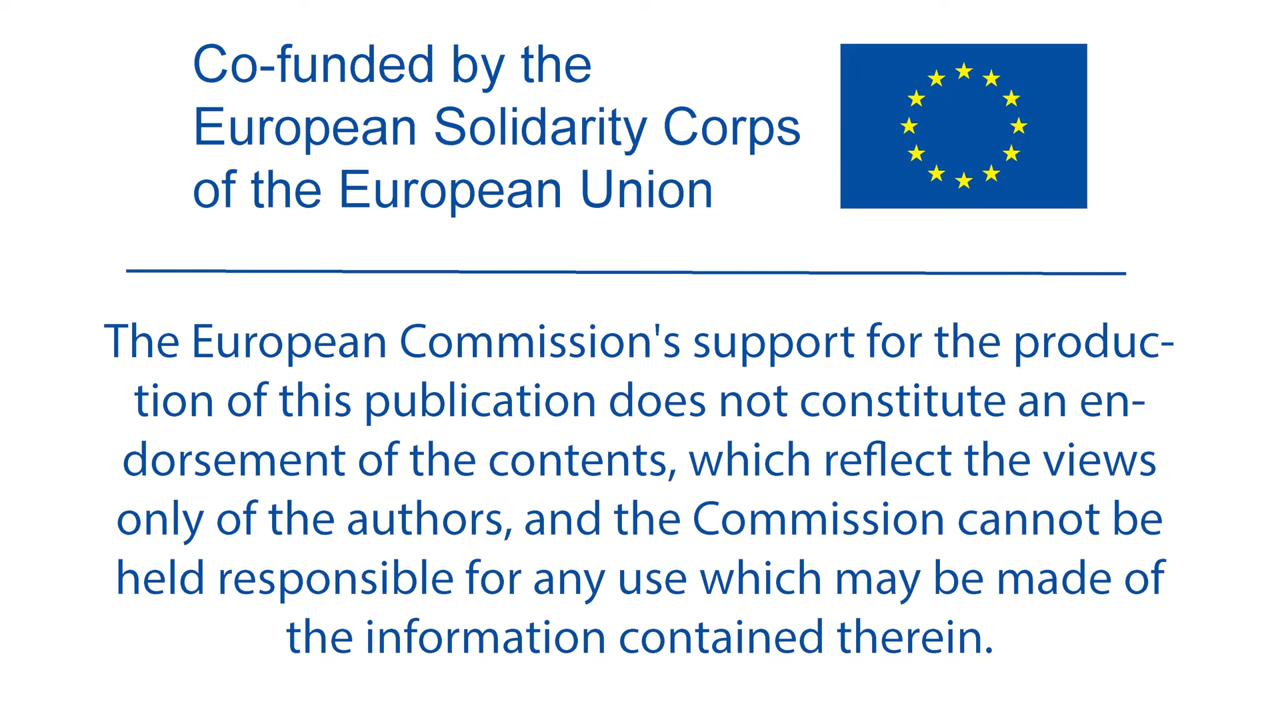 Co-funded by the
European Solidarity Corps
of the European Union
The European Commission's support for the produc-
tion of this publication does not constitute an en-
dorsement of the contents, which reflect the views
only of the authors, and the Commission cannot be
held responsible for any use which may be made of
the information contained therein.